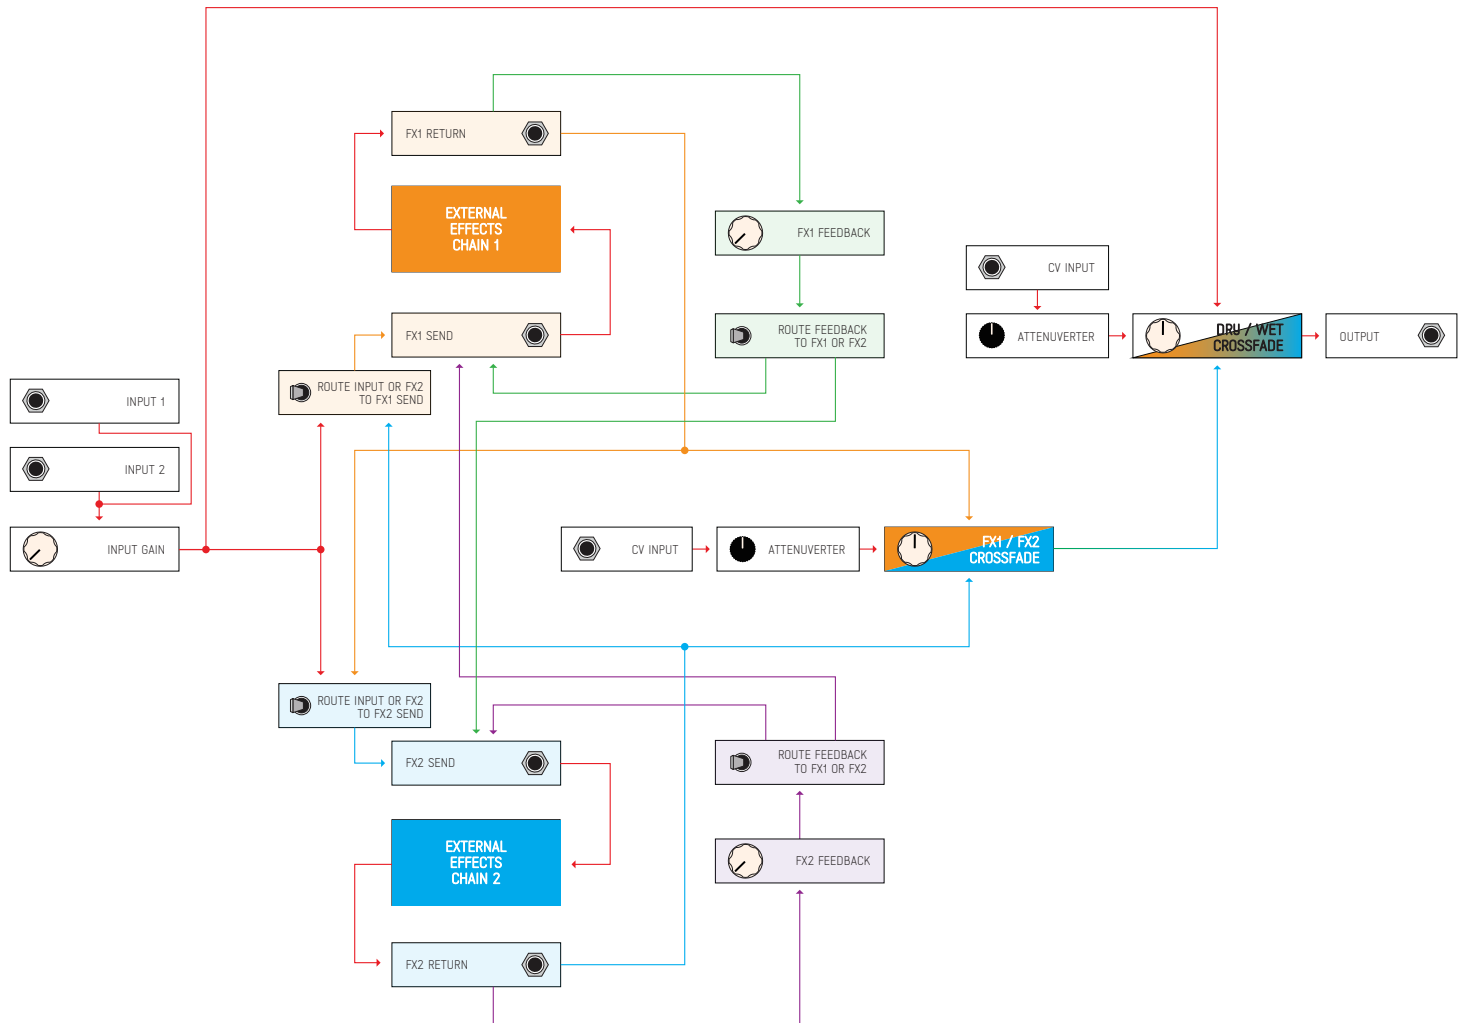 FX1 RETURN
EXTERNAL
EFFECTS
CHAIN 1
FX1 FEEDBACK
CV INPUT
FX1 SEND
ROUTE FEEDBACK
TO FX1 OR FX2
ATTENUVERTER
DRY / WET
CROSSFADE
OUTPUT
ROUTE INPUT OR FX2
TO FX1 SEND
INPUT 1
INPUT 2
INPUT GAIN
CV INPUT
ATTENUVERTER
FX1 / FX2
CROSSFADE
ROUTE INPUT OR FX2
TO FX2 SEND
FX2 SEND
ROUTE FEEDBACK
TO FX1 OR FX2
EXTERNAL
EFFECTS
CHAIN 2
FX2 FEEDBACK
FX2 RETURN